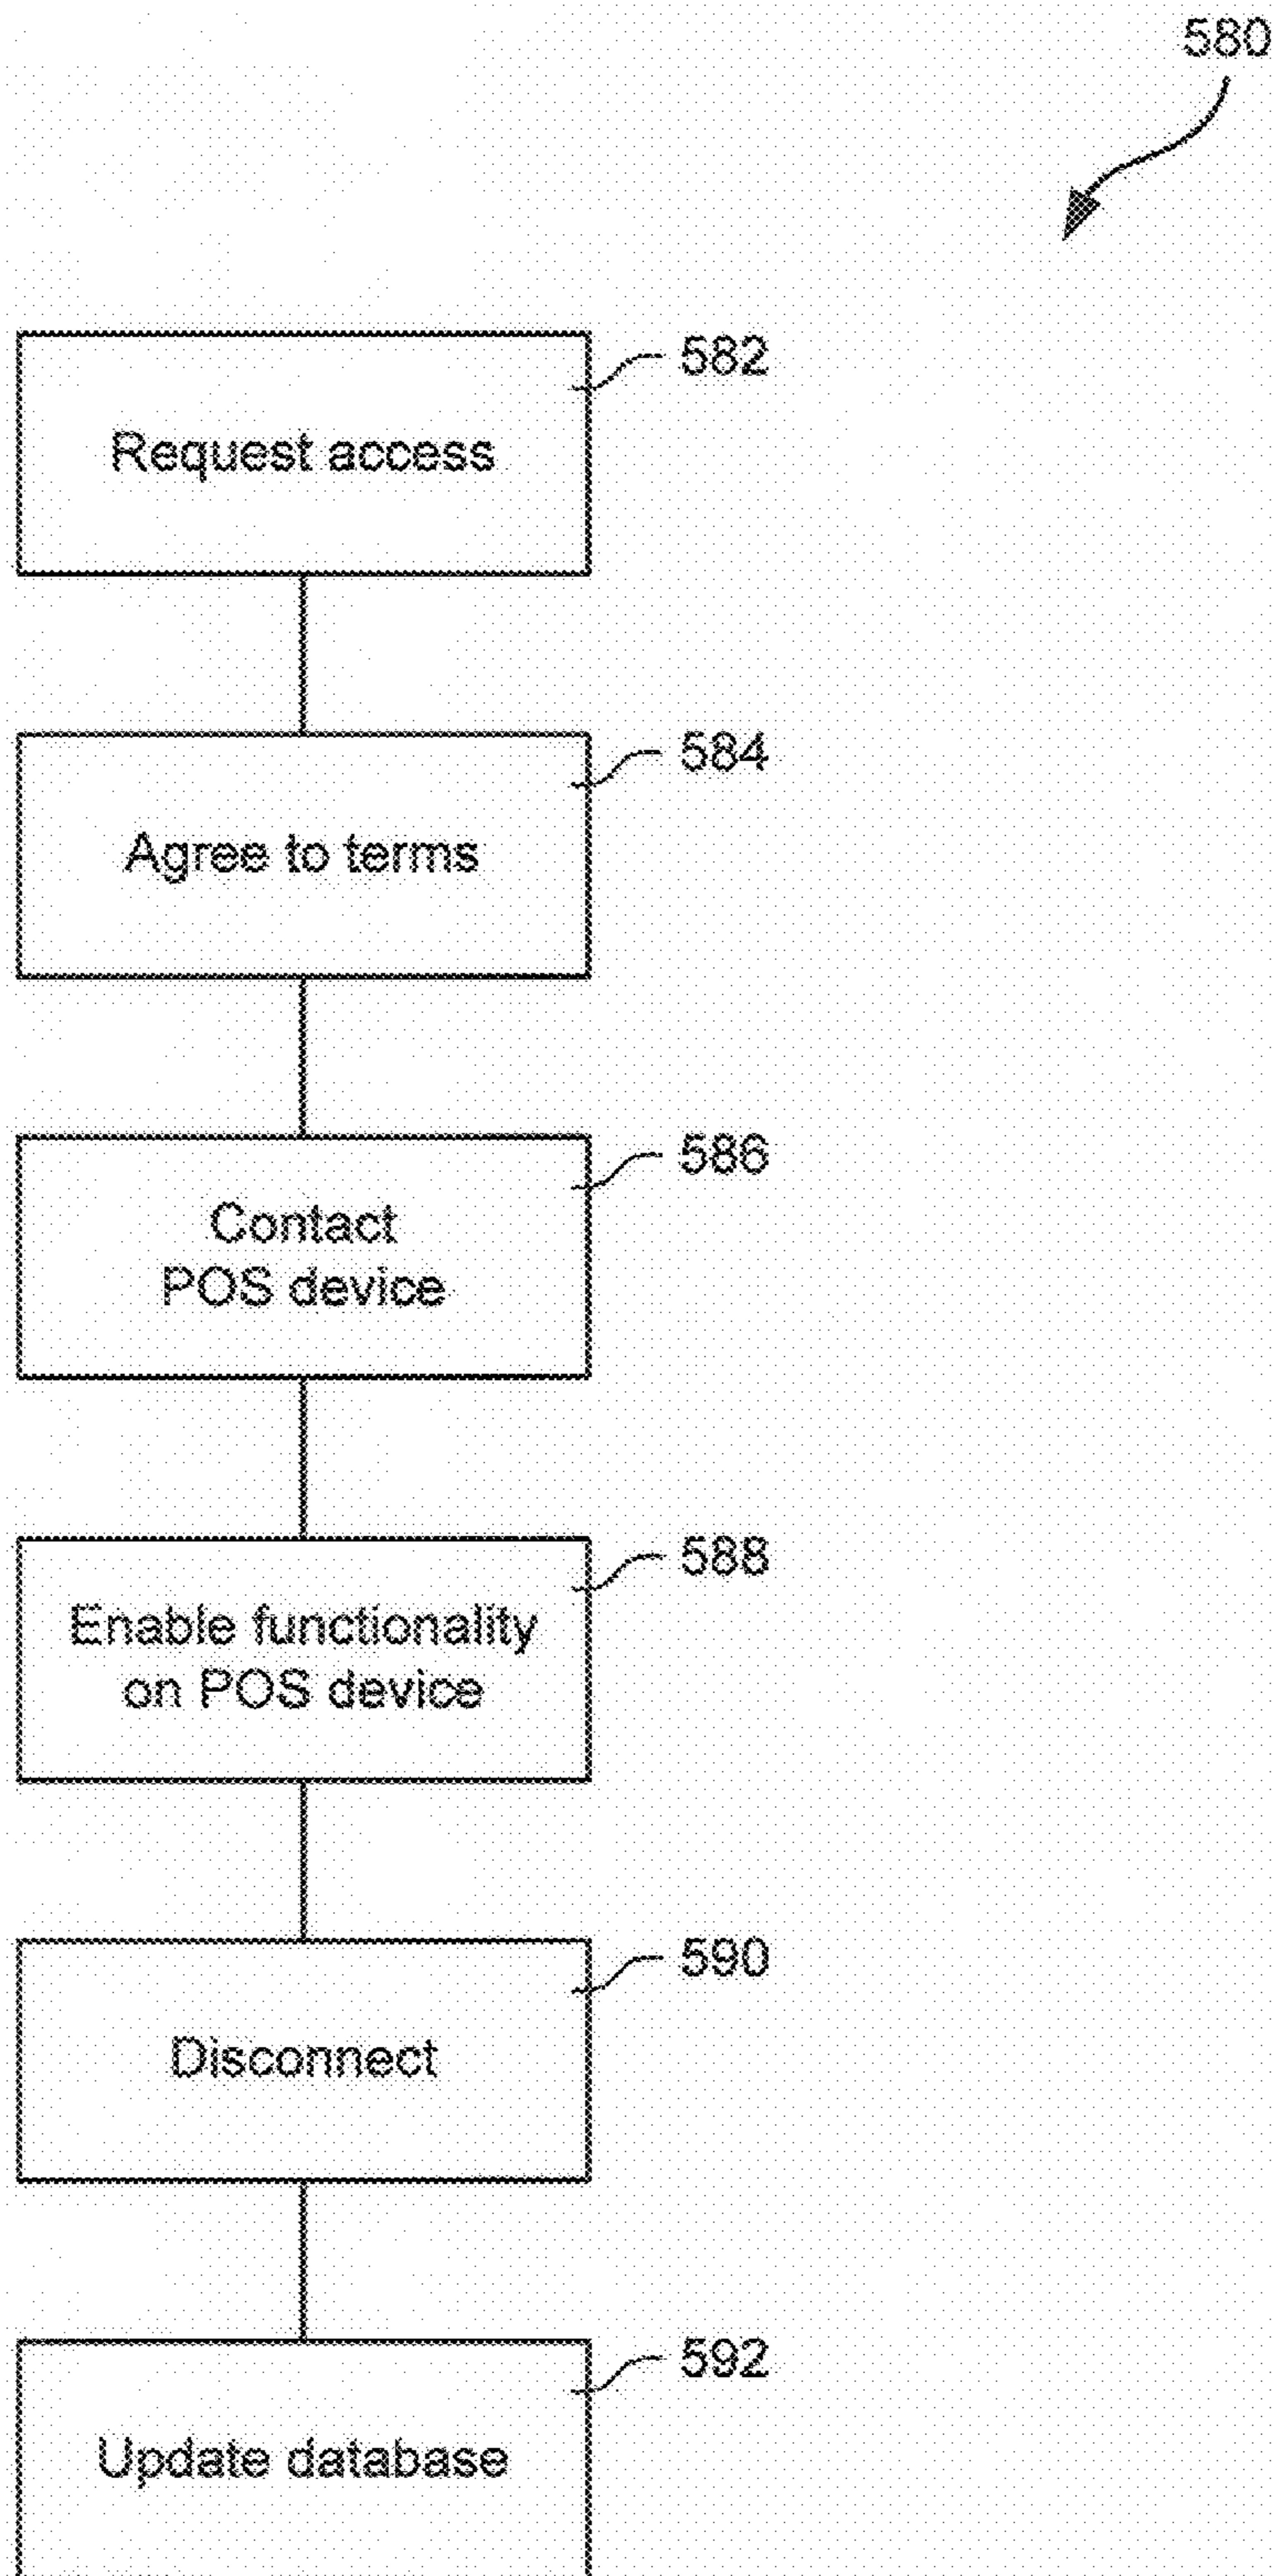 580
582
Request access
584
Agree to terms
586
Contact
POS device
588
Enable functionality
on POS device
590
Disconnect
592
Update database